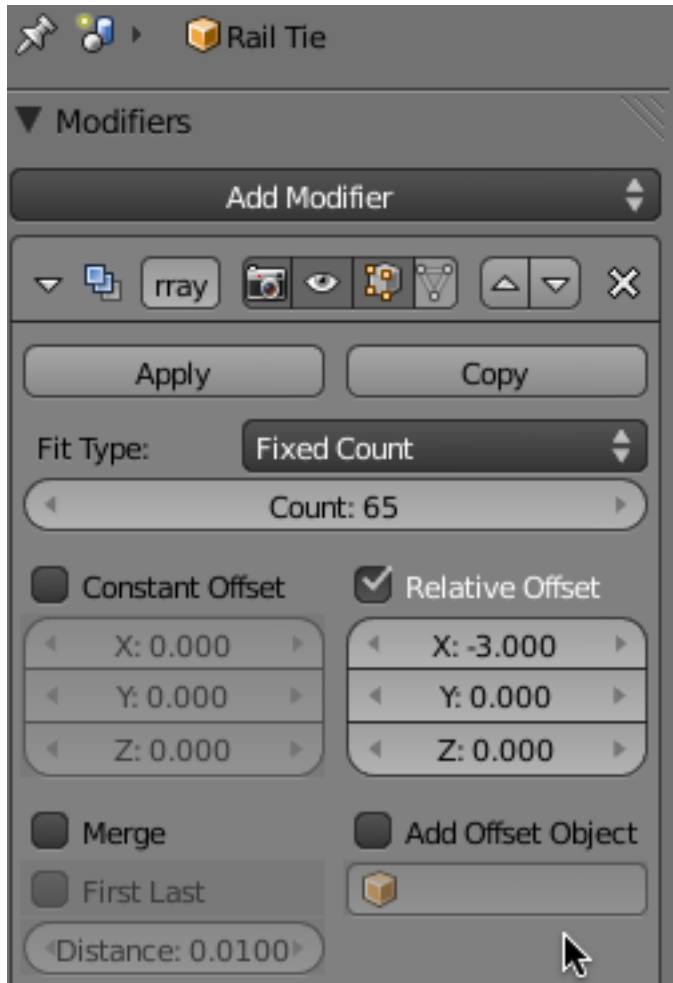 Rail Tie
Modifiers
Add Modifier
rray
Apply Copy
Fit Type: Fixed Count
Count: 65
Constant Offset Relative Offset
X: 0.000 X: -3.000
Y: 0.000 Y: 0.000
Z: 0.000 Z: 0.000
Merge Add Offset Object
First Last
Distance: 0.0100